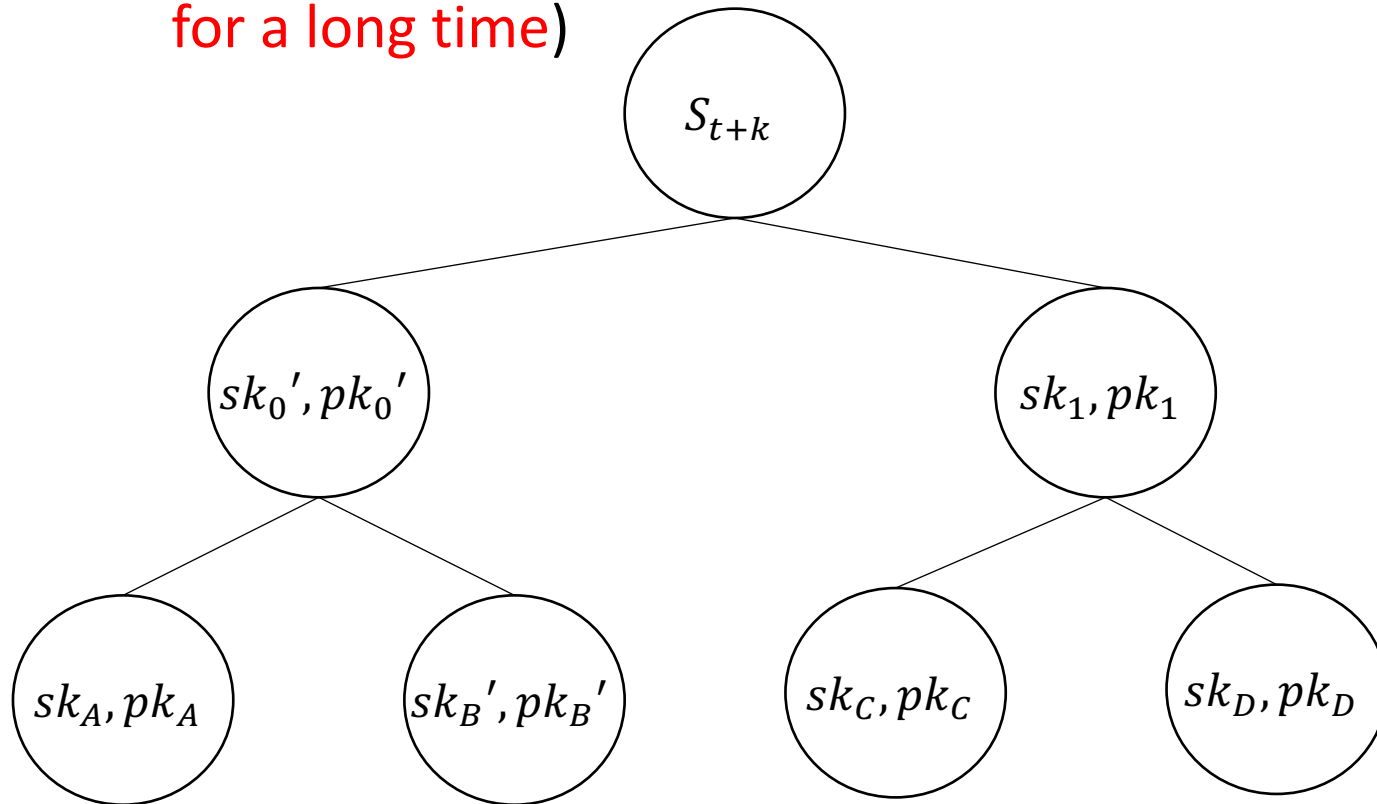 for a long time)
S_{t+k}
sk_0', pk_0'
sk_1, pk_1
sk_A, pk_A
sk_B', pk_B'
sk_C, pk_C
sk_D, pk_D